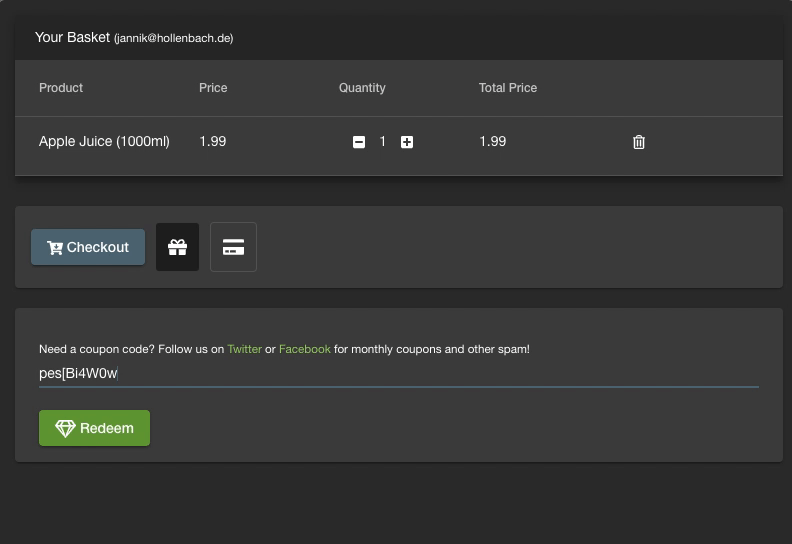 Your Basket (jannik@hollenbach.de)
Product Price Quantity Total Price
Apple Juice (1000ml) 1.99 1 1.99
Checkout
Need a coupon code? Follow us on Twitter or Facebook for monthly coupons and other spam!
pes[Bi4W0w
Redeem